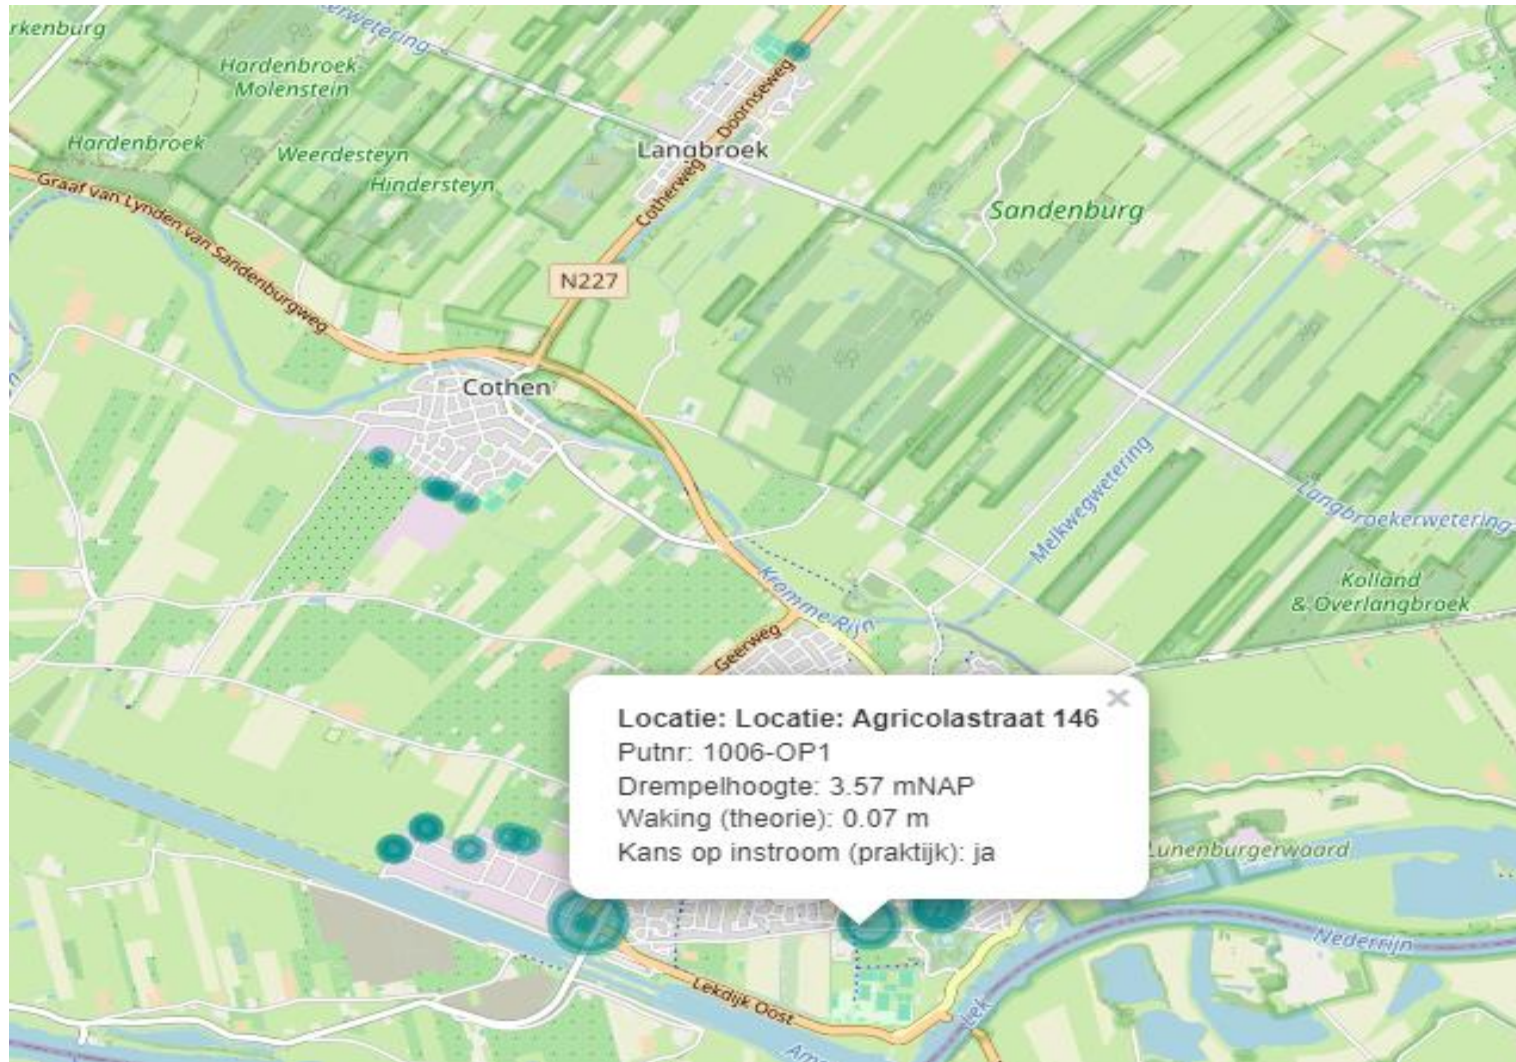 rkenburg
kerwetering
Hardenbroek-
Molenstein
Doornseweg
Hardenbroek
Weerdesteyn
Langbroek
Hindersteyn
Graaf van Lynden van Sandenburgweg
Cotherweg
Sandenburg
N227
Cothen
Melkwegwetering
Langbroekerwetering
Kromme Rijn
Kolland
& Overlangbroek
Geerweg
Locatie: Locatie: Agricolastraat 146
×
Putnr: 1006-OP1
Drempelhoogte: 3.57 mNAP
Waking (theorie): 0.07 m
Kans op instroom (praktijk): ja
Lunenburgerwaard
Nederrijn
Lekdijk Oost
Lek